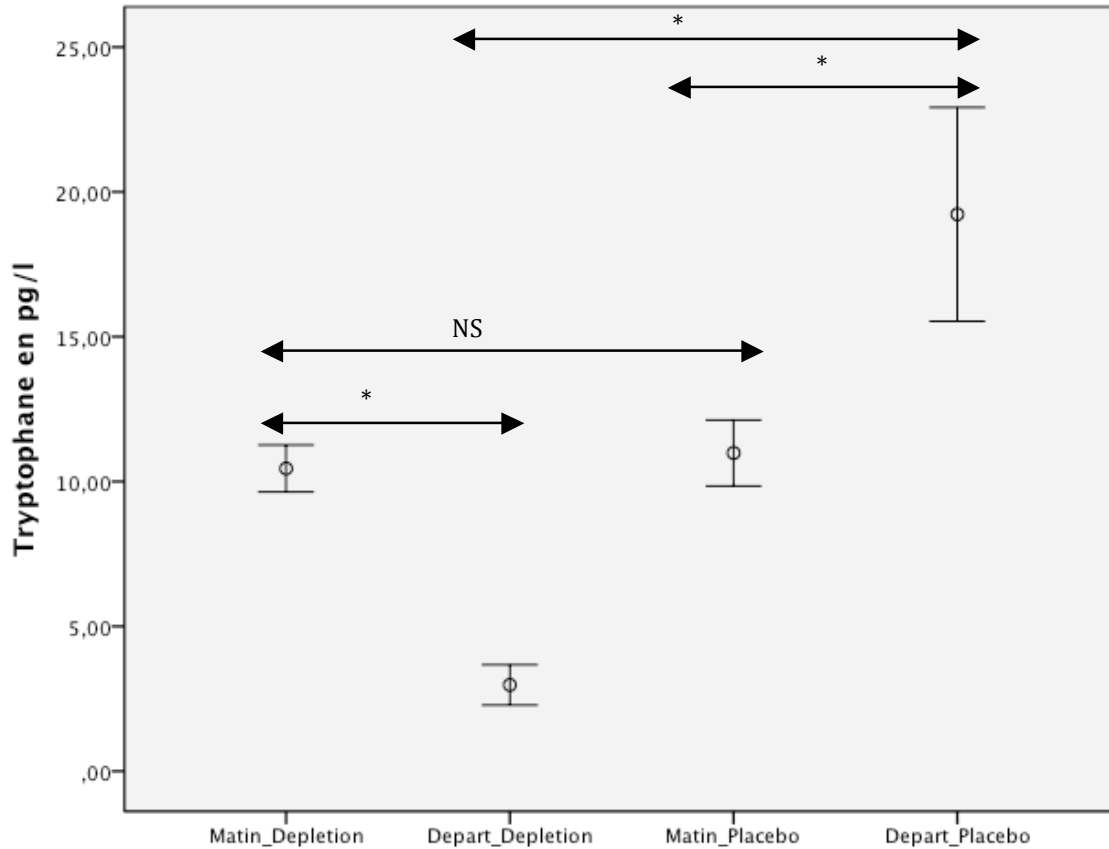 *
25,00
*
20,00
15,00
NS
*
10,00
5,00
,00
Tryptophane en pg/l
Matin_Depletion
Depart_Depletion
Matin_Placebo
Depart_Placebo